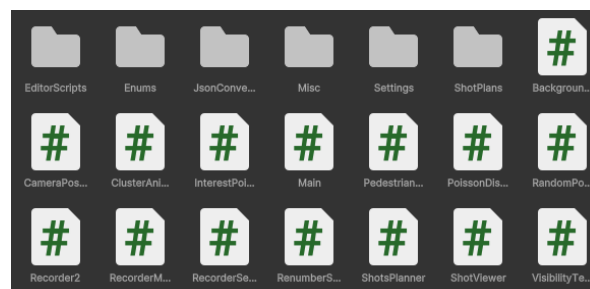 EditorScripts Enums JsonConve... Misc Settings ShotPlans Backgroun...
CameraPos... ClusterAni... InterestPoi... Main Pedestrian... PoissonDis... RandomPo...
Recorder2 RecorderM... RecorderSe... RenumberS... ShotsPlanner ShotViewer VisibilityTe...